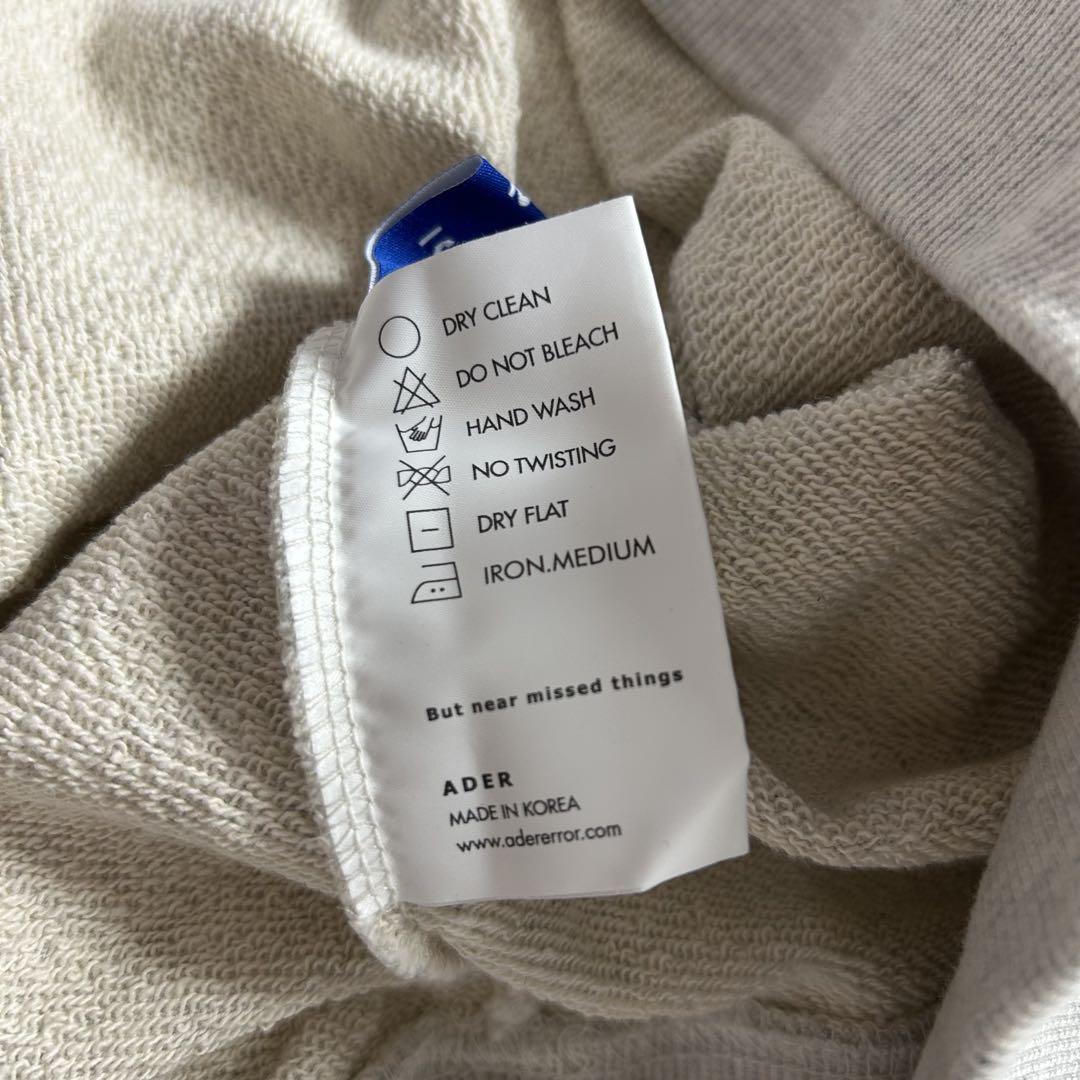 DRY CLEAN
DO NOT BLEACH
HAND WASH
NO TWISTING
DRY FLAT
IRON.MEDIUM
But near missed things
ADER
MADE IN KOREA
www.adererror.com